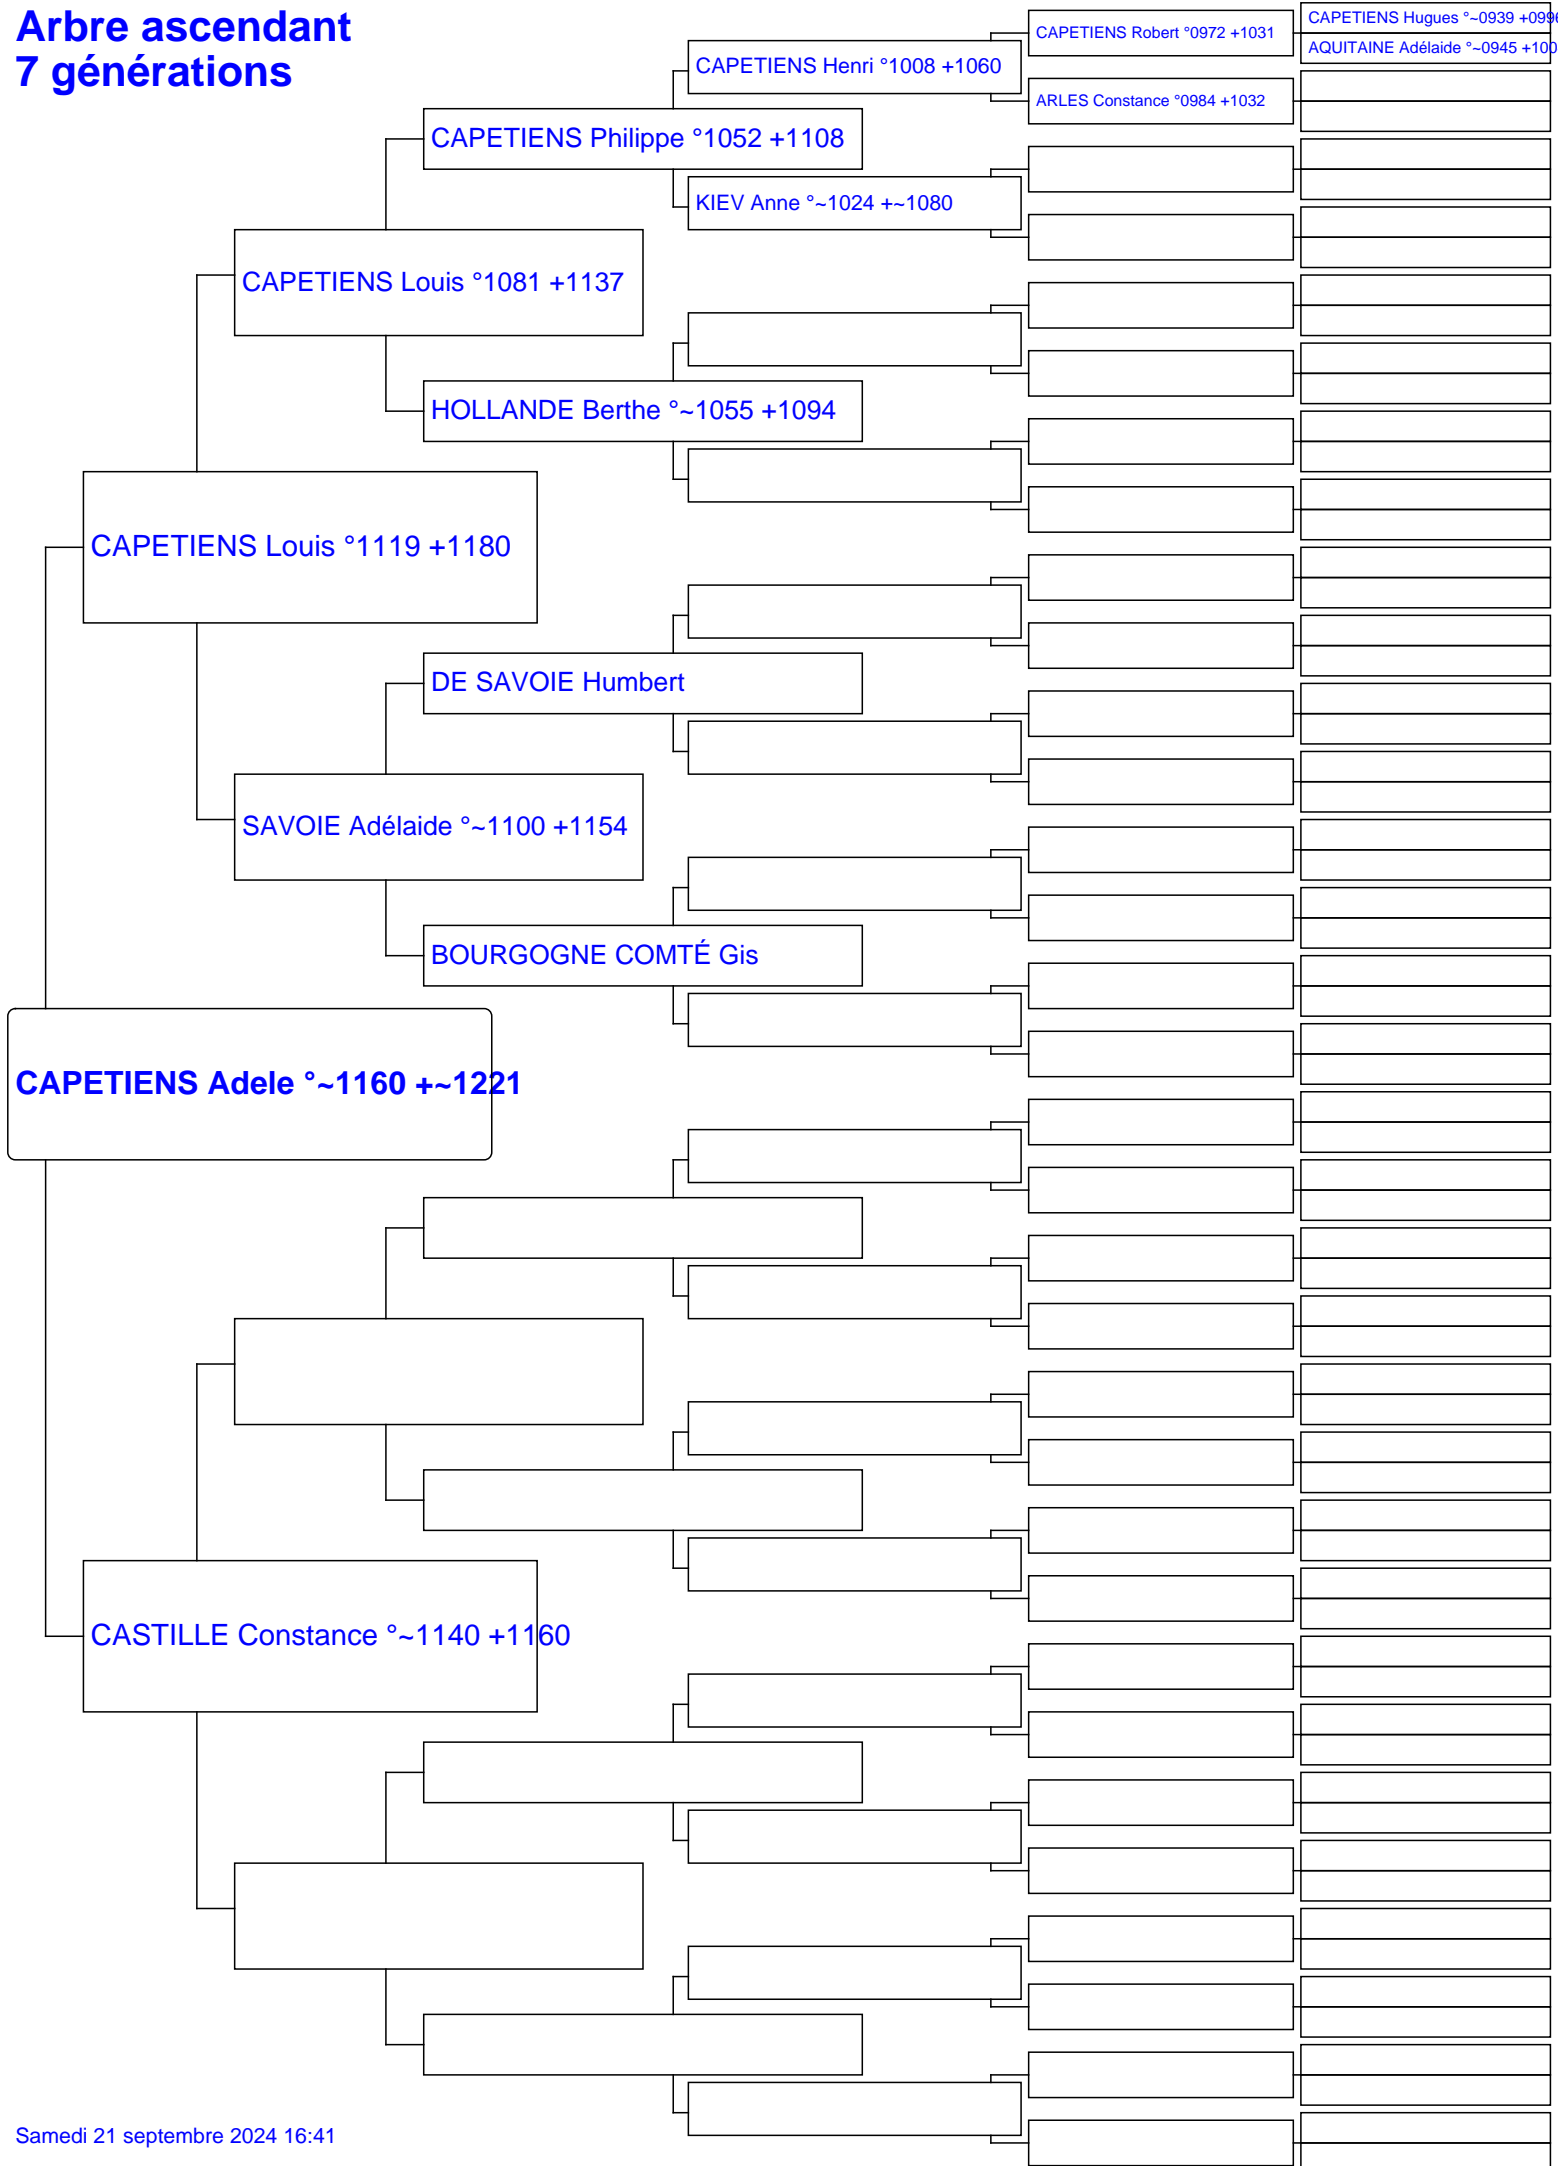 Arbre ascendant
7 générations
CAPETIENS Hugues °~0939 +0996
CAPETIENS Robert °0972 +1031
AQUITAINE Adélaide °~0945 +100
CAPETIENS Henri °1008 +1060
ARLES Constance °0984 +1032
CAPETIENS Philippe °1052 +1108
KIEV Anne °~1024 +~1080
CAPETIENS Louis °1081 +1137
HOLLANDE Berthe °~1055 +1094
CAPETIENS Louis °1119 +1180
DE SAVOIE Humbert
SAVOIE Adélaide °~1100 +1154
BOURGOGNE COMTÉ Gis
CAPETIENS Adele °~1160 +~1221
CASTILLE Constance °~1140 +1160
Samedi 21 septembre 2024 16:41